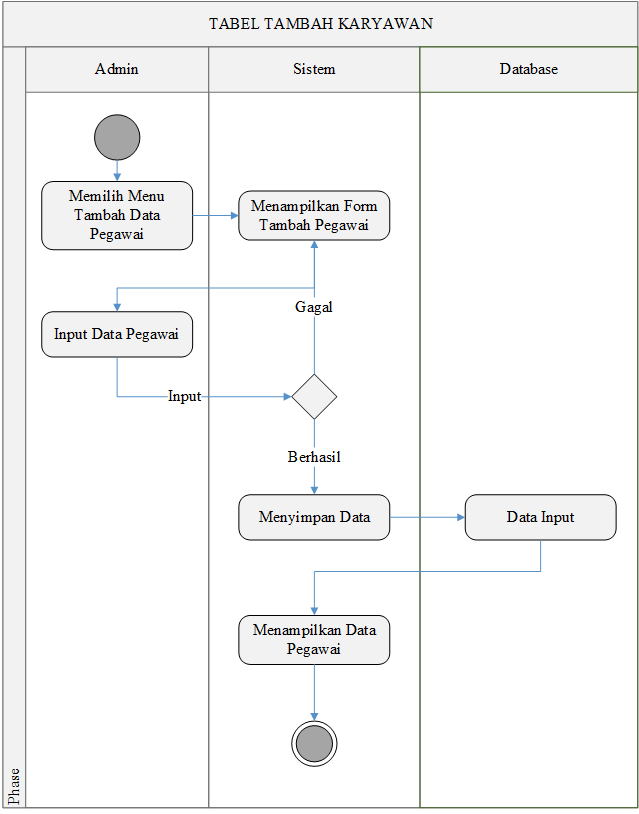 TABEL TAMBAH KARYAWAN
Admin
Sistem
Database
Memilih Menu
Tambah Data
Pegawai
Menampilkan Form
Tambah Pegawai
Gagal
Input Data Pegawai
Input
Berhasil
Menyimpan Data
Data Input
Menampilkan Data
Pegawai
Phase